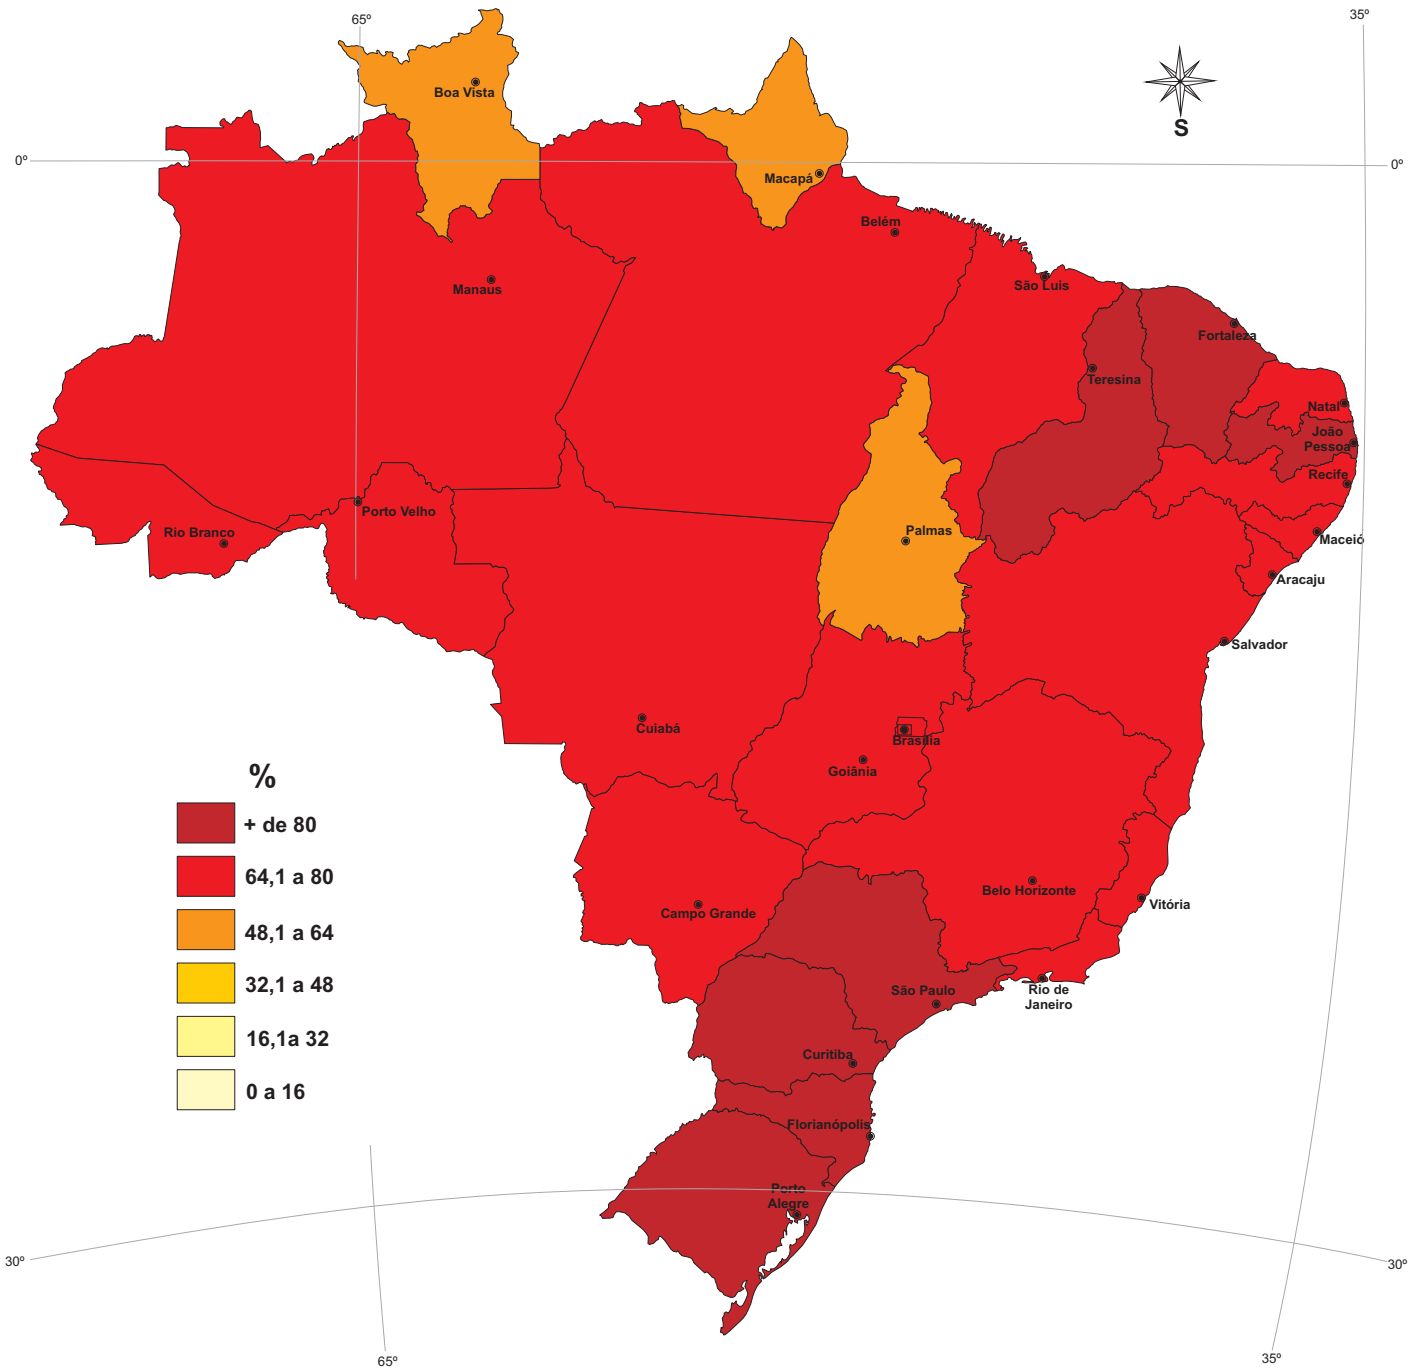 65º
35º
Boa Vista
S
0º
0º
Macapá
Belém
Manaus
São Luis
Fortaleza
Teresina
Natal
João
Pessoa
Recife
Porto Velho
Rio Branco
Palmas
Maceió
Aracaju
Salvador
Cuiabá
Brasília
Goiânia
%
+ de 80
64,1 a 80
48,1 a 64
32,1 a 48
16,1a 32
0 a 16
Belo Horizonte
Vitória
Campo Grande
São Paulo
Rio de
Janeiro
Curitiba
Florianópolis
Porto
Alegre
30º
30º
65º
35º